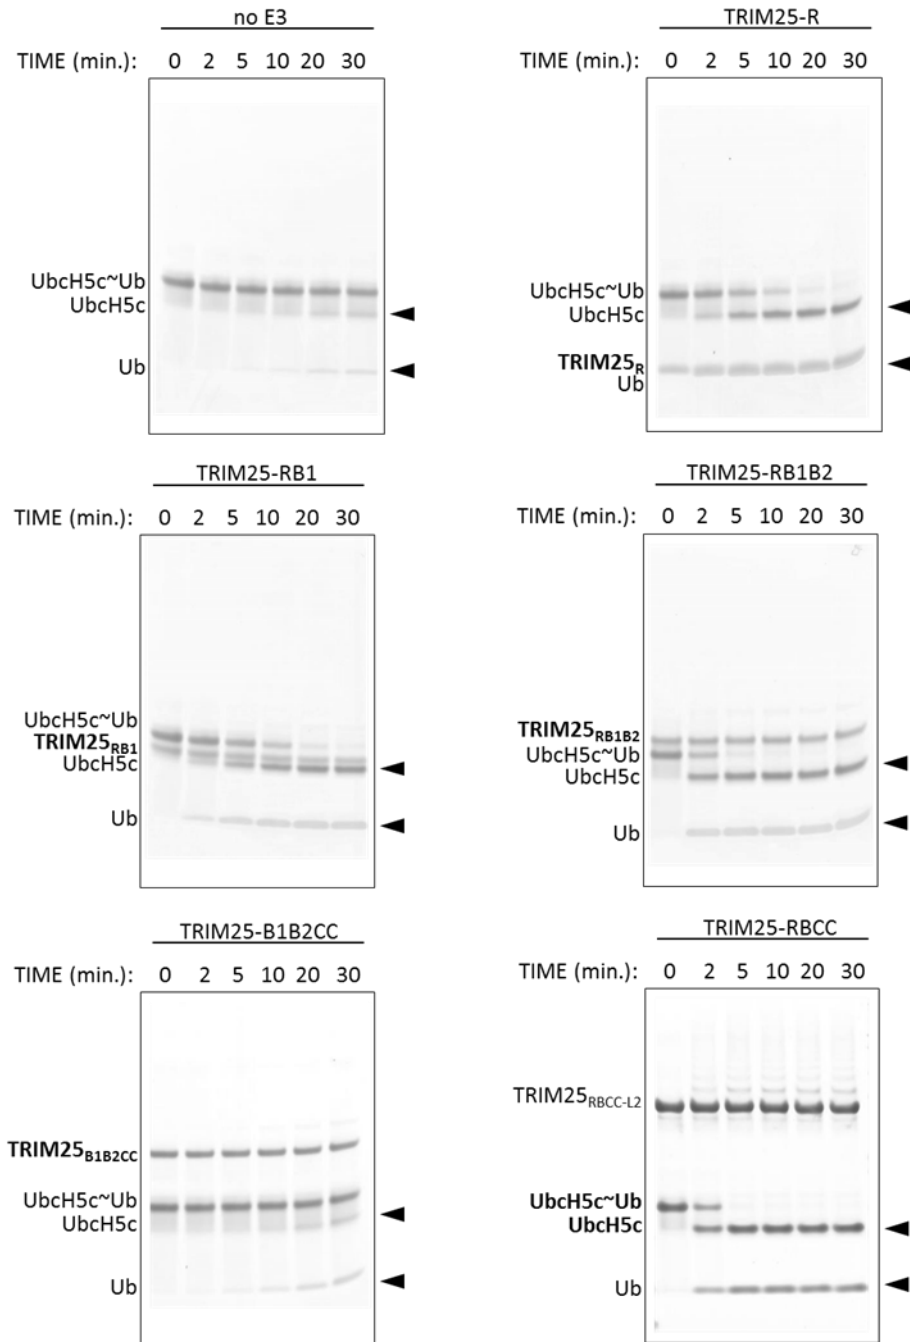 no E3
TIME (min.): 0 2 5 10 20 30
UbcH5c~Ub
UbcH5c
Ub
TRIM25-R
TIME (min.): 0 2 5 10 20 30
UbcH5c~Ub
UbcH5c
TRIM25R
Ub
TRIM25-RB1
TIME (min.): 0 2 5 10 20 30
UbcH5c~Ub
TRIM25RB1
UbcH5c
Ub
TRIM25-RB1B2
TIME (min.): 0 2 5 10 20 30
TRIM25RB1B2
UbcH5c~Ub
UbcH5c
Ub
TRIM25-B1B2CC
TIME (min.): 0 2 5 10 20 30
TRIM25B1B2CC
UbcH5c~Ub
UbcH5c
Ub
TRIM25-RBCC
TIME (min.): 0 2 5 10 20 30
TRIM25RBCC-L2
UbcH5c~Ub
UbcH5c
Ub